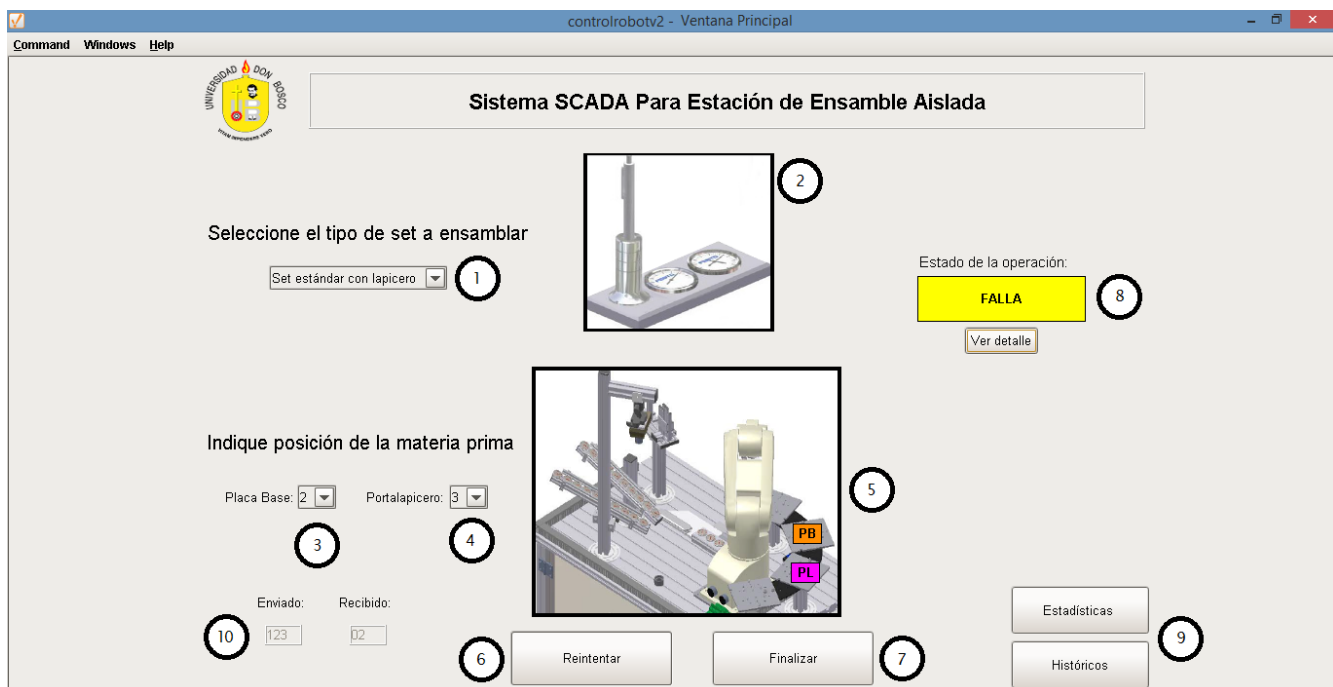 controlrobotv2 - Ventana Principal
Command Windows Help
UNIVERSIDAD DON BOSCO
Sistema SCADA Para Estación de Ensamble Aislada
2
Seleccione el tipo de set a ensamblar
Set estándar con lapicero
1
Estado de la operación:
FALLA
8
Ver detalle
Indique posición de la materia prima
Placa Base: 2
Portalapicero: 3
3
4
5
PB
PL
Enviado:
Recibido:
10
123
02
6
Reintentar
Finalizar
7
Estadísticas
Históricos
9